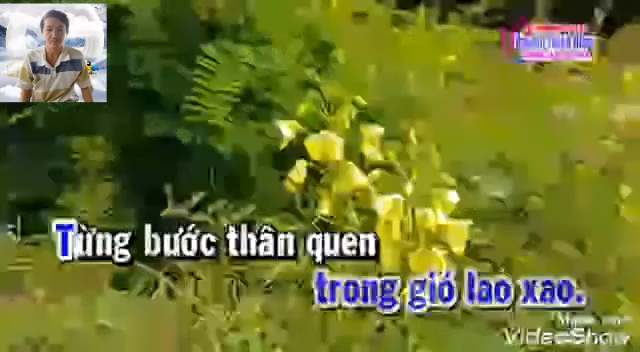 Từng bước thân quen
trong gió lao xao.
VideoShow